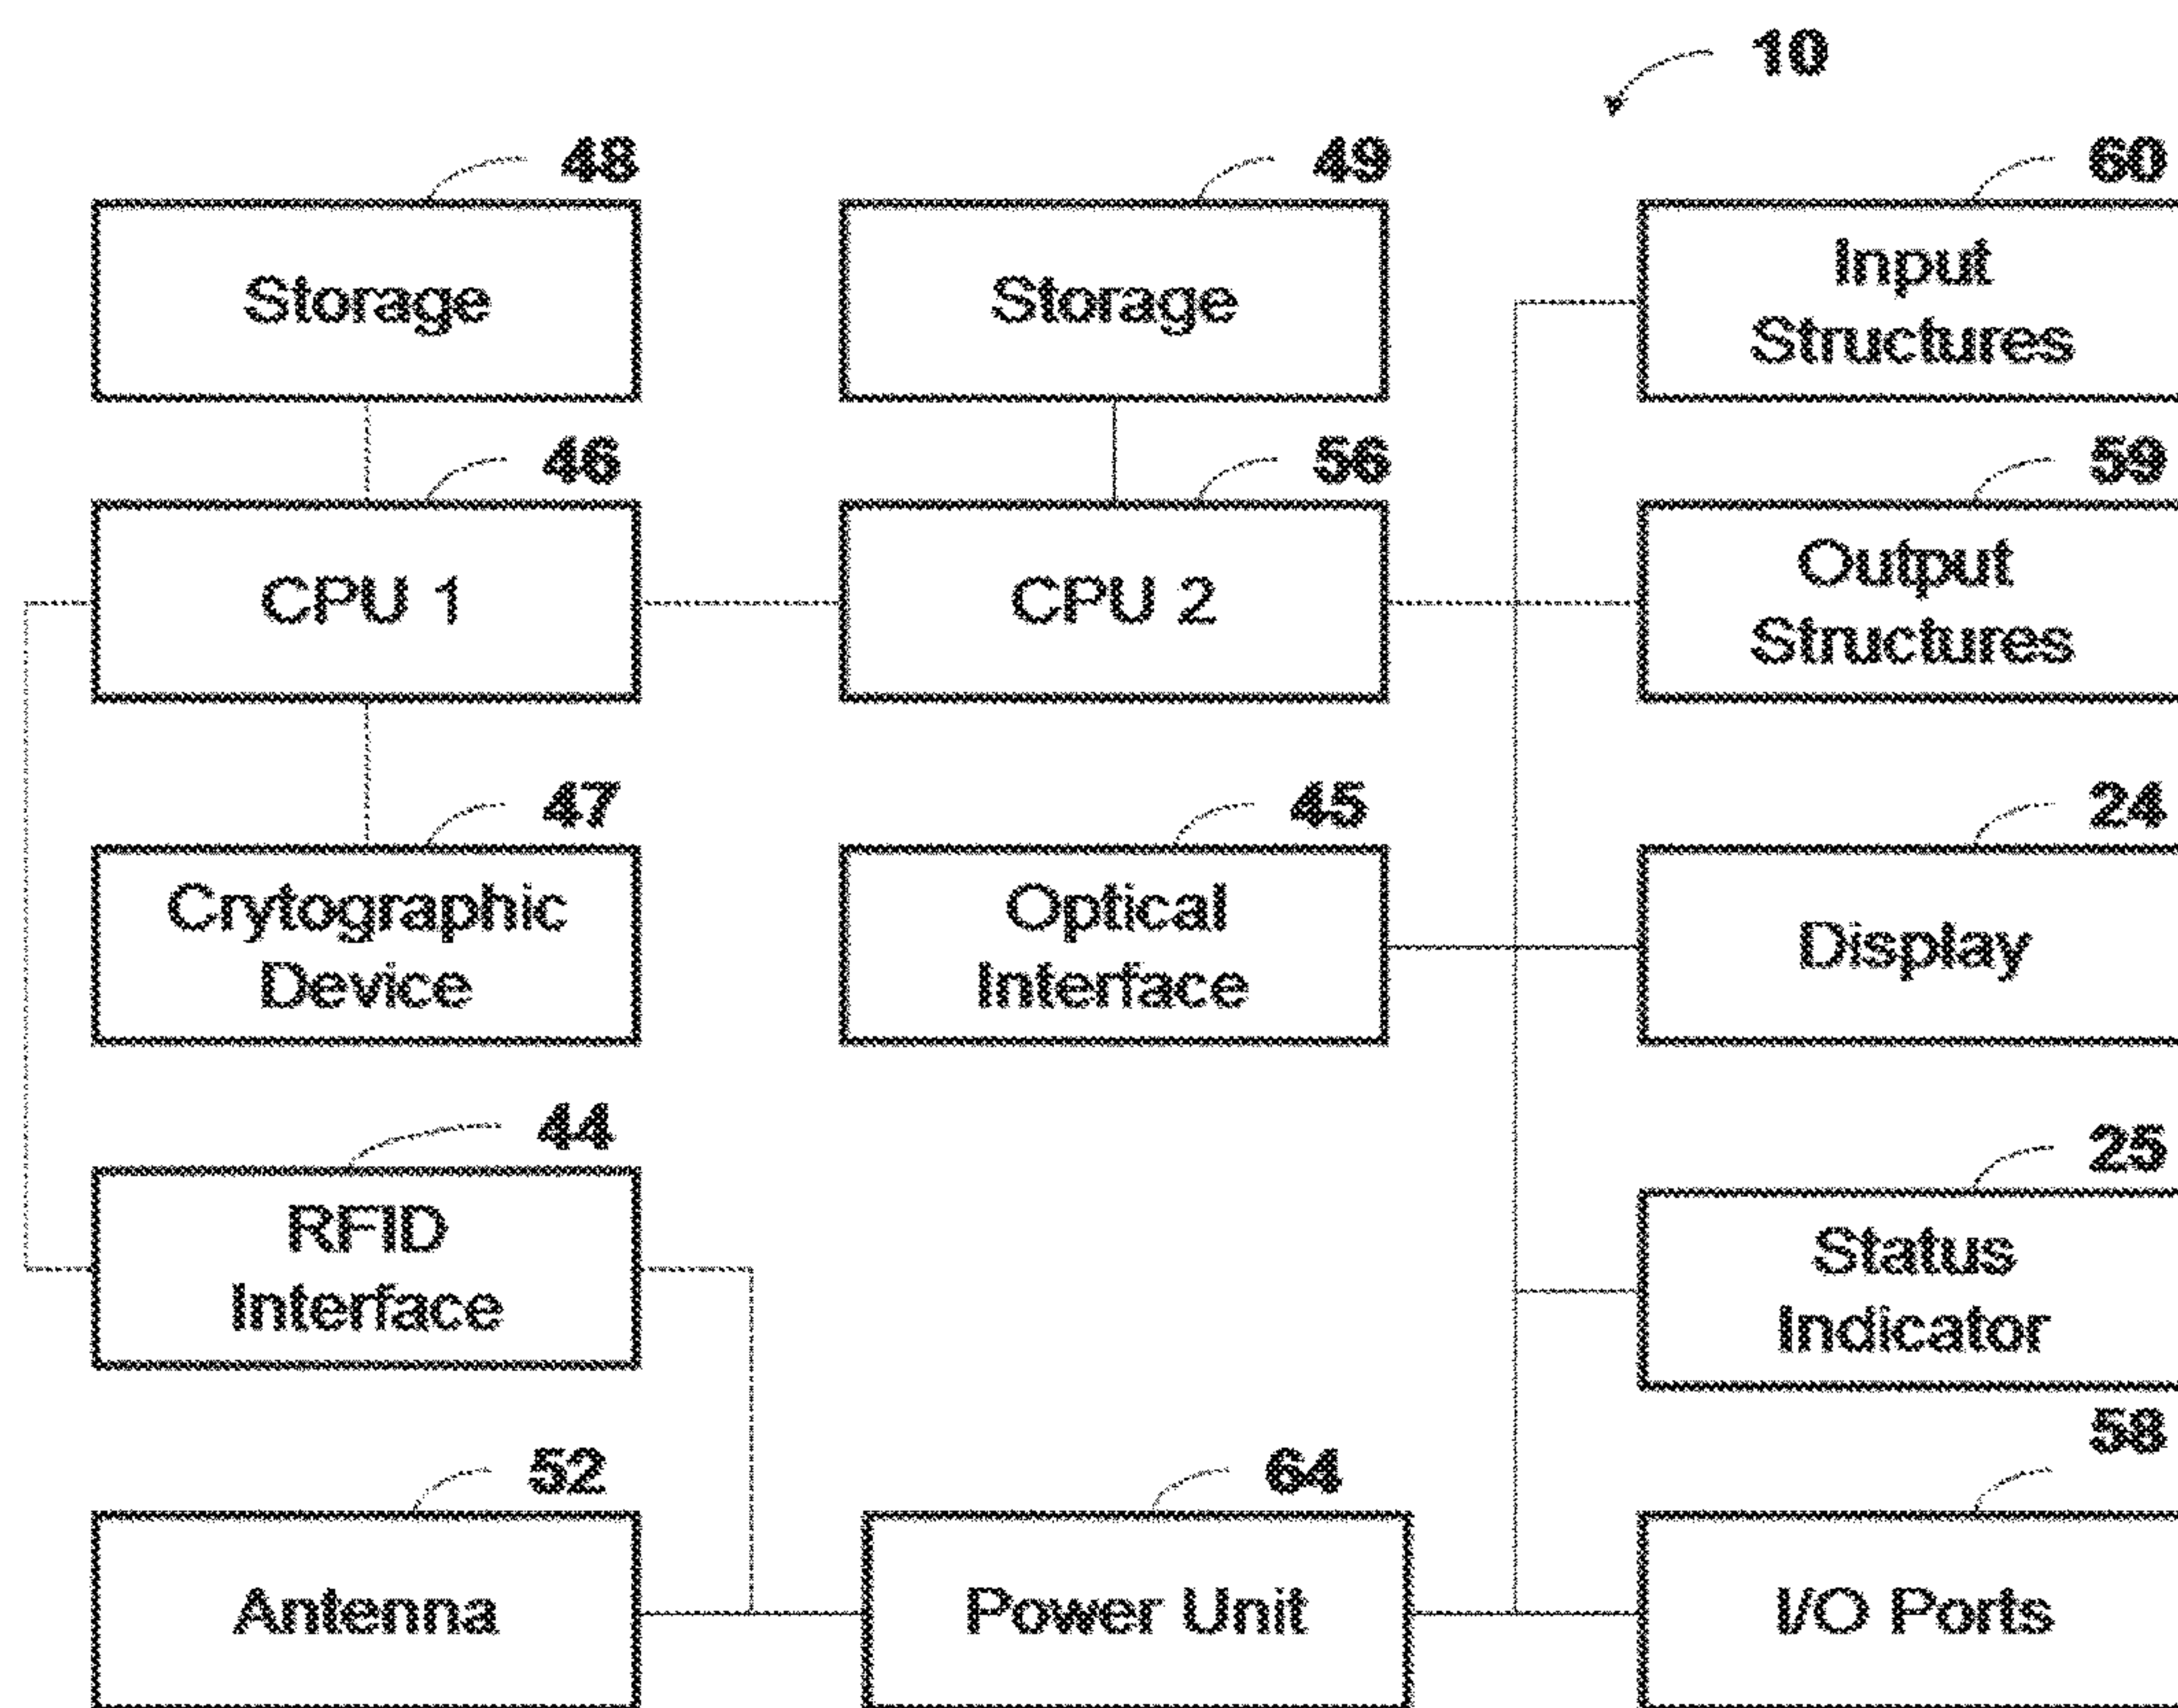 10
48
49
60
Storage
Storage
Input
Structures
46
56
59
CPU 1
CPU 2
Output
Structures
47
45
24
Crytographic
Device
Optical
Interface
Display
44
25
RFID
Interface
Status
Indicator
58
52
64
Antenna
Power Unit
I/O Ports